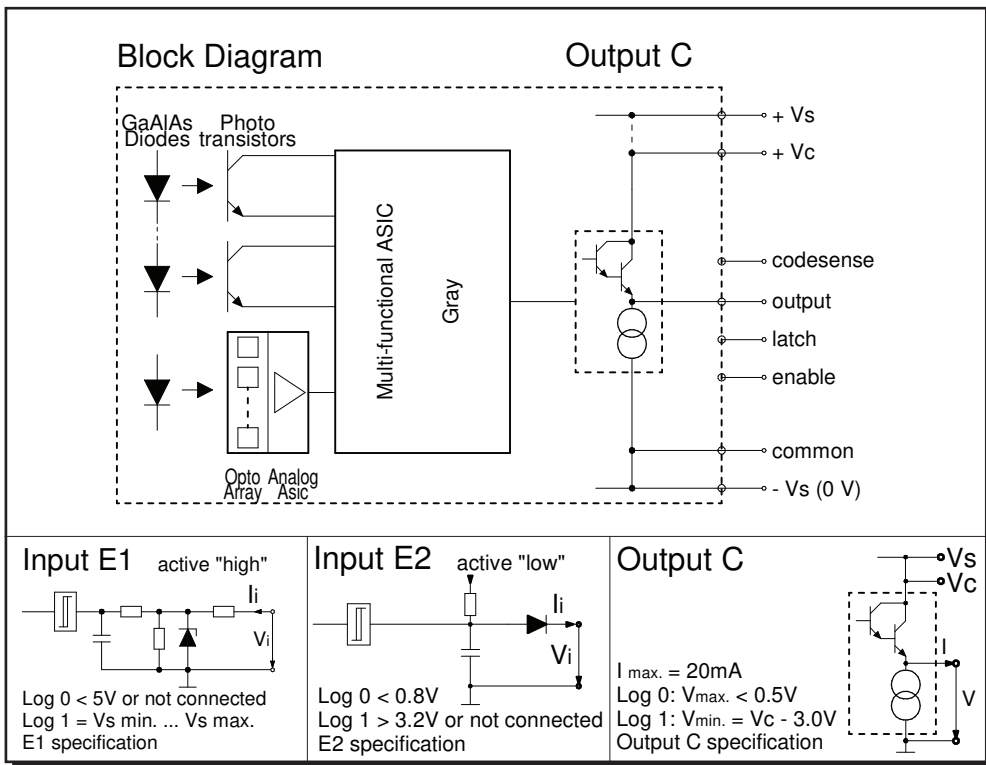 Block Diagram
Output C
GaAlAs
Diodes
Photo
transistors
Multi-functional ASIC
Gray
Opto
Array
Analog
Asic
+ Vs
+ Vc
codesense
output
latch
enable
common
- Vs (0 V)
Input E1 active "high"
Ii
Vi
Log 0 < 5V or not connected
Log 1 = Vs min. ... Vs max.
E1 specification
Input E2 active "low"
Ii
Vi
Log 0 < 0.8V
Log 1 > 3.2V or not connected
E2 specification
Output C
Vs
Vc
I
V
I max. = 20mA
Log 0: Vmax. < 0.5V
Log 1: Vmin. = Vc - 3.0V
Output C specification